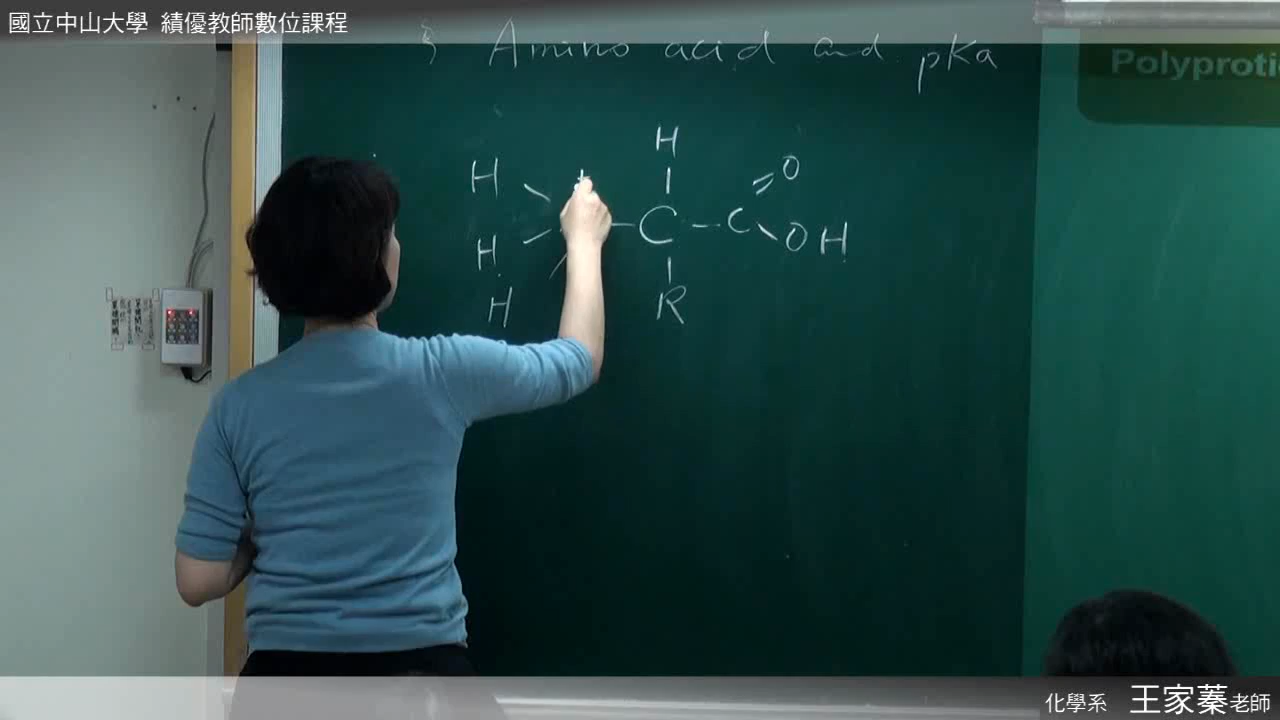 國立中山大學 績優教師數位課程
§ Amino acid and pKa
Polyproti
H
H O
C C
H OH
H R
化學系 王家蓁老師